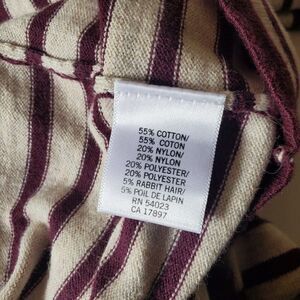 55% COTTON/
55% COTON
20% NYLON/
20% NYLON
20% POLYESTER/
20% POLYESTER
5% RABBIT HAIR/
5% POIL DE LAPIN
RN 54023
CA 17897